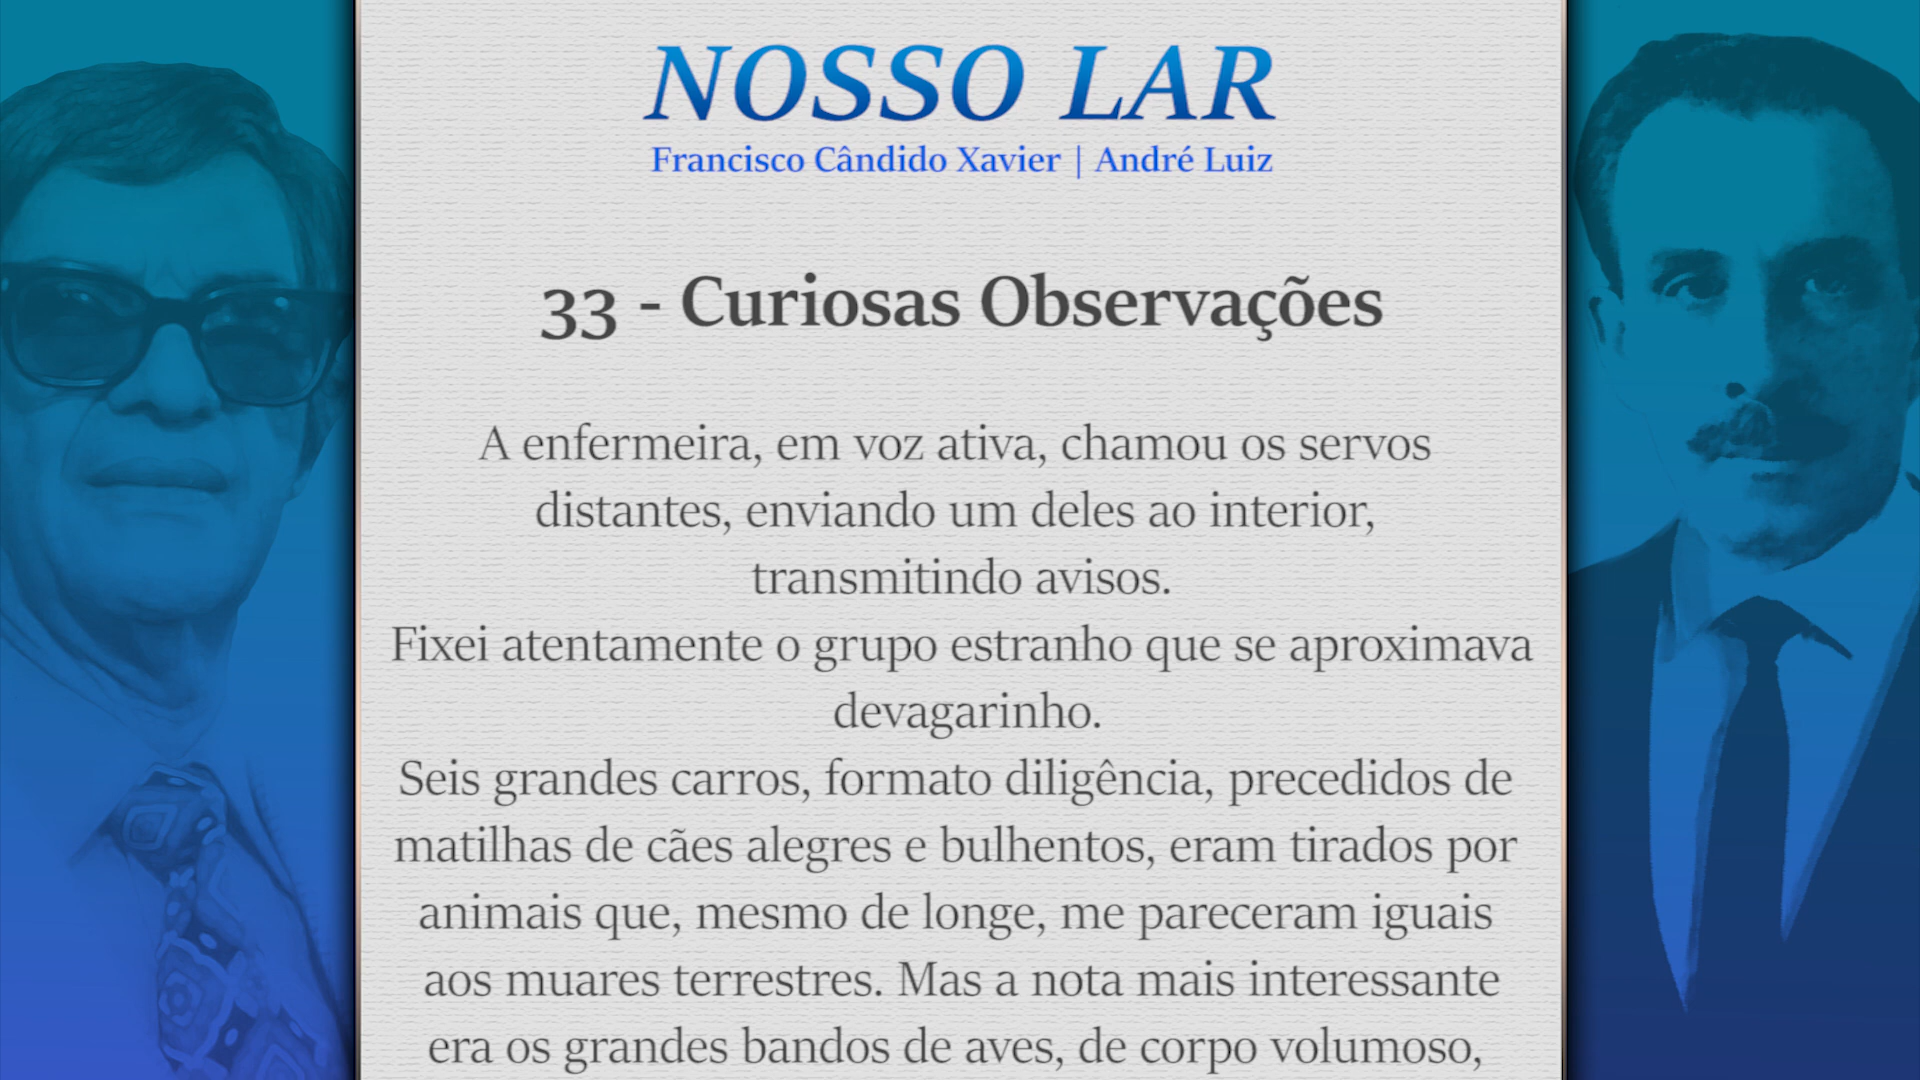 NOSSO LAR
Francisco Cândido Xavier | André Luiz
33 - Curiosas Observações
A enfermeira, em voz ativa, chamou os servos
distantes, enviando um deles ao interior,
transmitindo avisos.
Fixei atentamente o grupo estranho que se aproximava
devagarinho.
Seis grandes carros, formato diligência, precedidos de
matilhas de cães alegres e bulhentos, eram tirados por
animais que, mesmo de longe, me pareceram iguais
aos muares terrestres. Mas a nota mais interessante
era os grandes bandos de aves, de corpo volumoso,